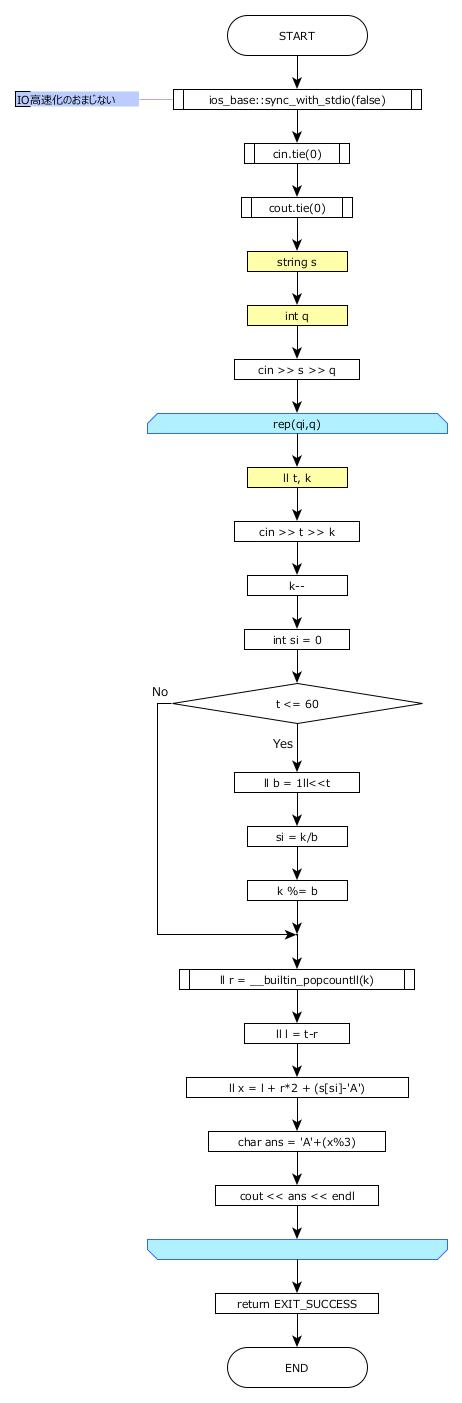 START
IO高速化のおまじない
ios_base::sync_with_stdio(false)
cin.tie(0)
cout.tie(0)
string s
int q
cin >> s >> q
rep(qi,q)
ll t, k
cin >> t >> k
k--
int si = 0
No
t <= 60
Yes
ll b = 1ll<<t
si = k/b
k %= b
ll r = __builtin_popcountll(k)
ll l = t-r
ll x = l + r*2 + (s[si]-'A')
char ans = 'A'+(x%3)
cout << ans << endl
return EXIT_SUCCESS
END